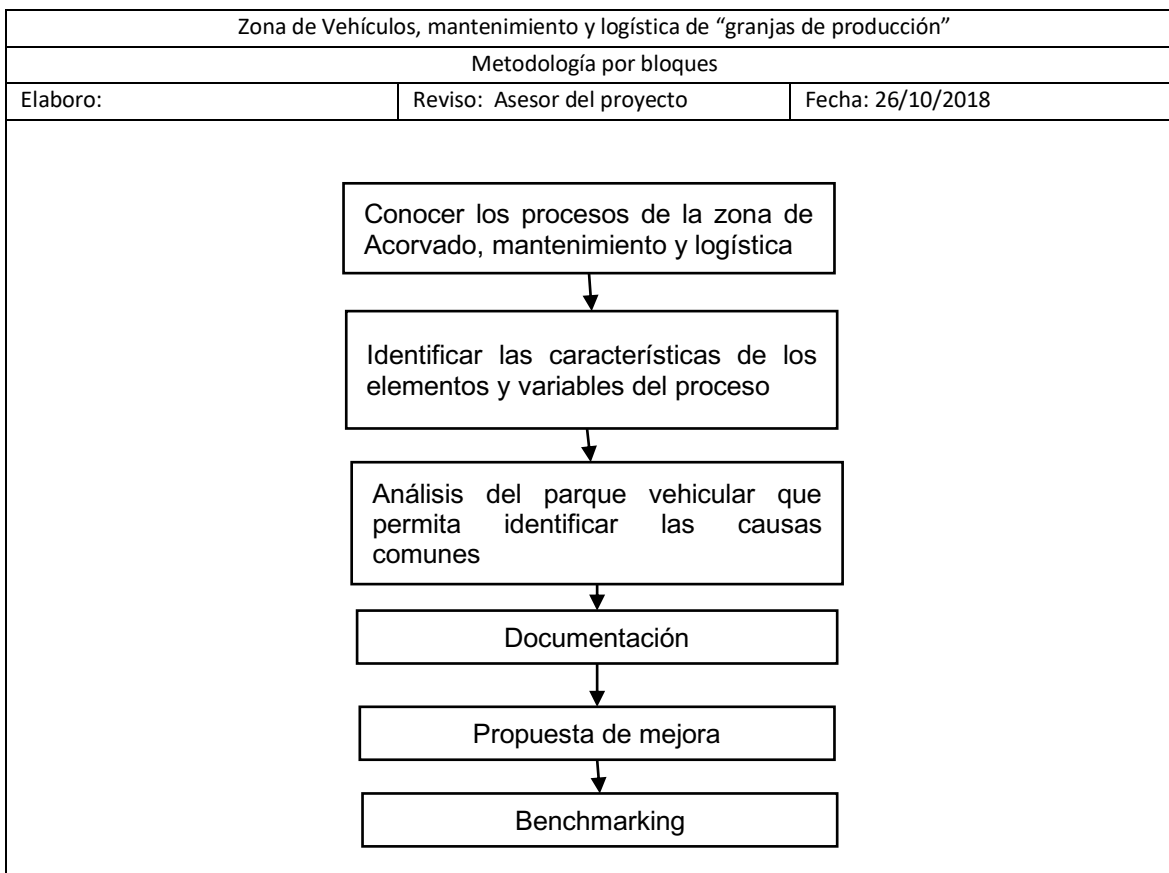 Zona de Vehículos, mantenimiento y logística de “granjas de producción”
Metodología por bloques
Elaboro:
Reviso: Asesor del proyecto
Fecha: 26/10/2018
Conocer los procesos de la zona de
Acorvado, mantenimiento y logística
Identificar las características de los
elementos y variables del proceso
Análisis del parque vehicular que
permita identificar las causas
comunes
Documentación
Propuesta de mejora
Benchmarking